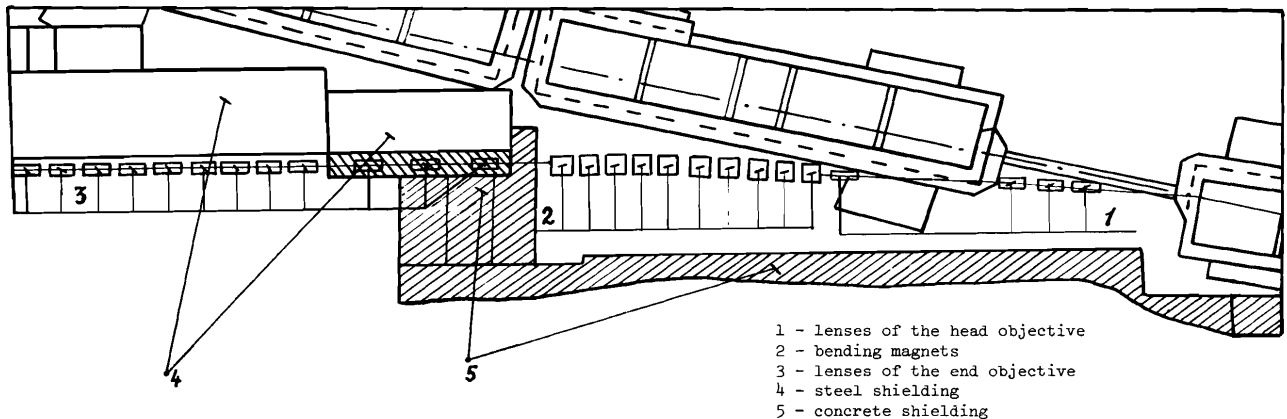 3
2
1
4
5
1 - lenses of the head objective
2 - bending magnets
3 - lenses of the end objective
4 - steel shielding
5 - concrete shielding